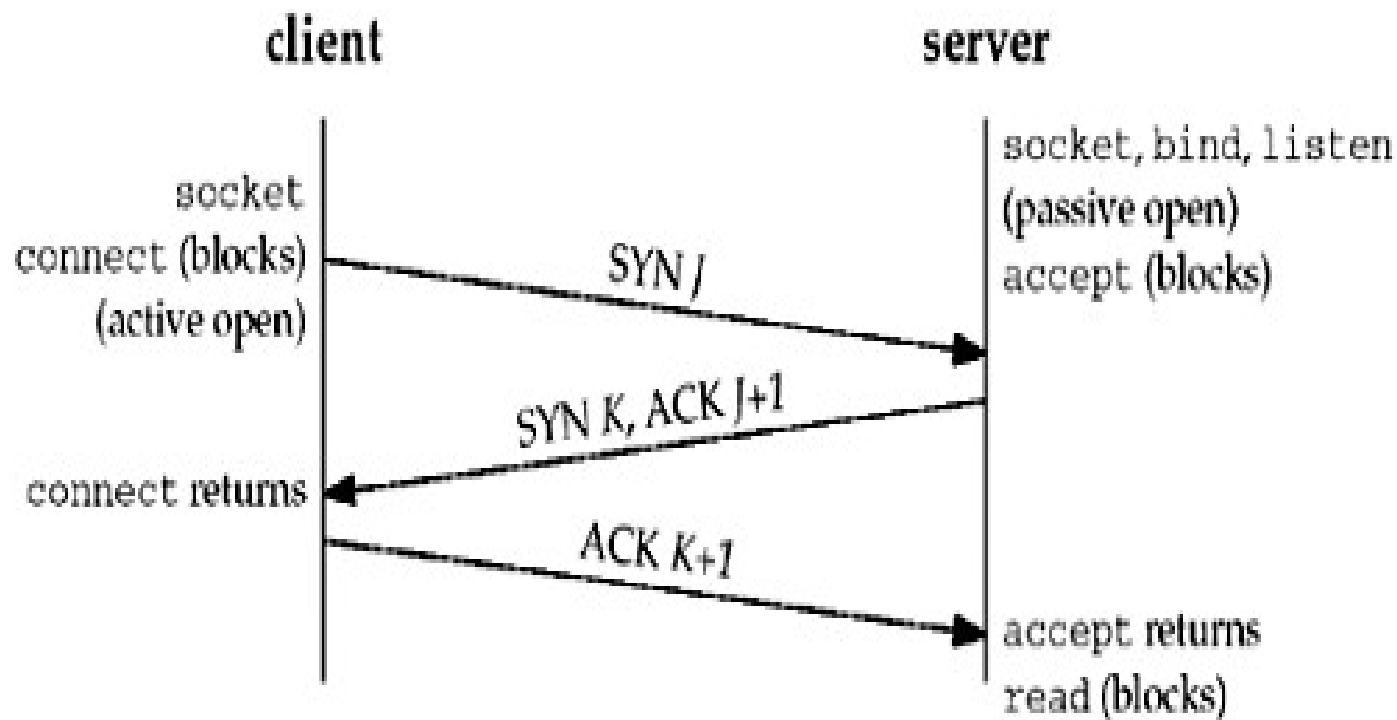 client
server
socket, bind, listen
(passive open)
accept (blocks)
socket
connect (blocks)
(active open)
SYN J
SYN K, ACK J+1
connect returns
ACK K+1
accept returns
read (blocks)